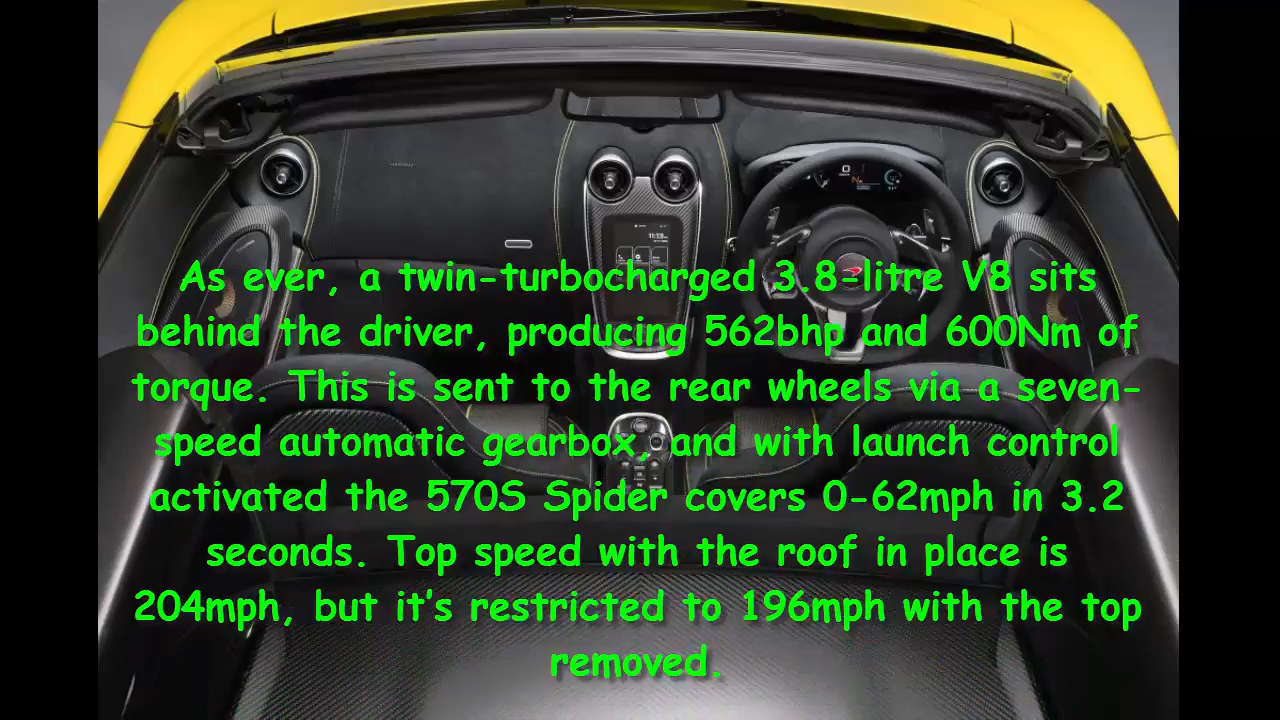 11:13
As ever, a twin-turbocharged 3.8-litre V8 sits
behind the driver, producing 562bhp and 600Nm of
torque. This is sent to the rear wheels via a seven-
speed automatic gearbox, and with launch control
activated the 570S Spider covers 0-62mph in 3.2
seconds. Top speed with the roof in place is
204mph, but it's restricted to 196mph with the top
removed.